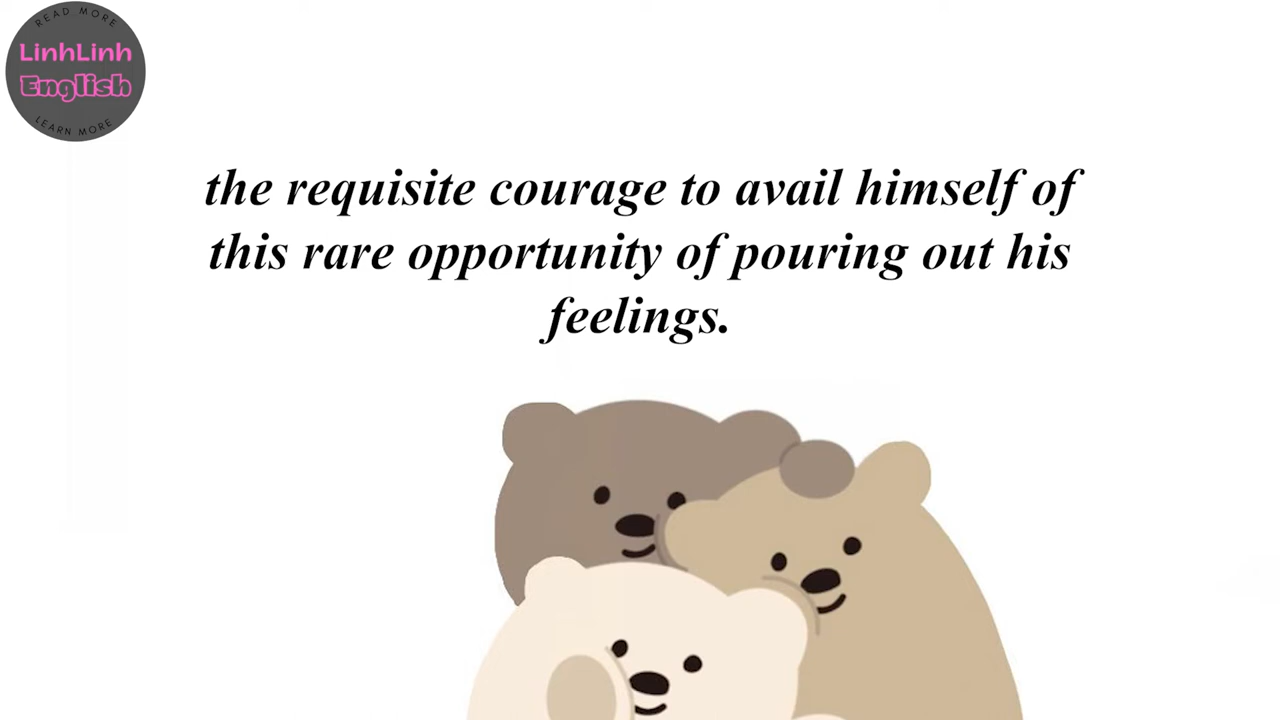 READ MORE
LinhLinh
English
LEARN MORE
the requisite courage to avail himself of
this rare opportunity of pouring out his
feelings.